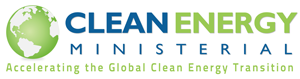 CLEAN ENERGY
MINISTERIAL
Accelerating the Global Clean Energy Transition